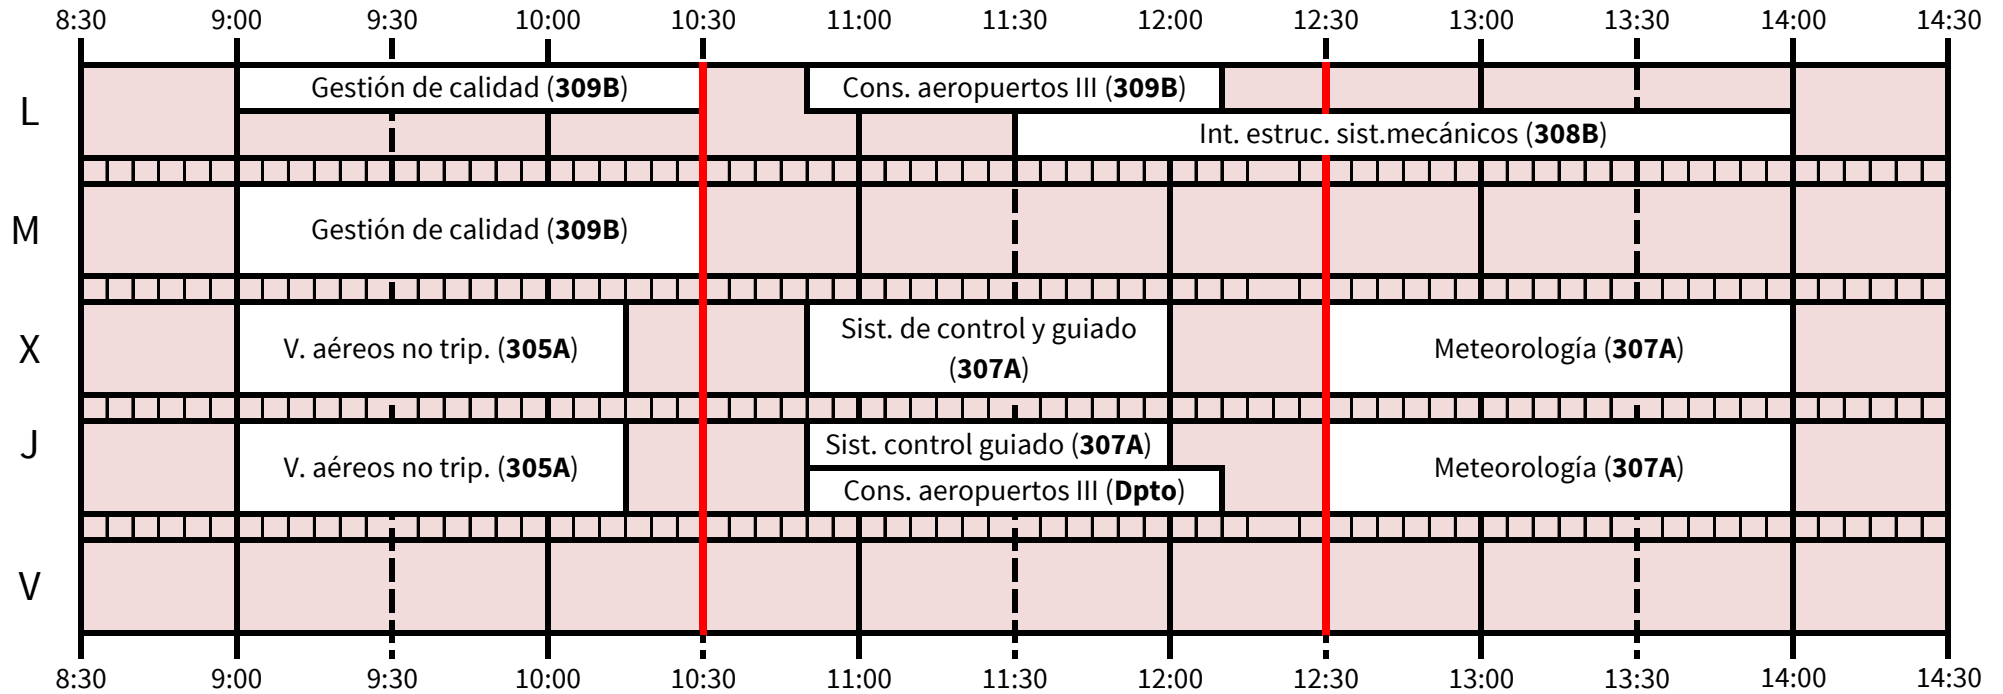 8:30 9:00 9:30 10:00 10:30 11:00 11:30 12:00 12:30 13:00 13:30 14:00 14:30
L
Gestión de calidad (309B)
Cons. aeropuertos III (309B)
Int. estruc. sist.mecánicos (308B)
M
Gestión de calidad (309B)
X
V. aéreos no trip. (305A)
Sist. de control y guiado
(307A)
Meteorología (307A)
J
V. aéreos no trip. (305A)
Sist. control guiado (307A)
Cons. aeropuertos III (Dpto)
Meteorología (307A)
V
8:30 9:00 9:30 10:00 10:30 11:00 11:30 12:00 12:30 13:00 13:30 14:00 14:30